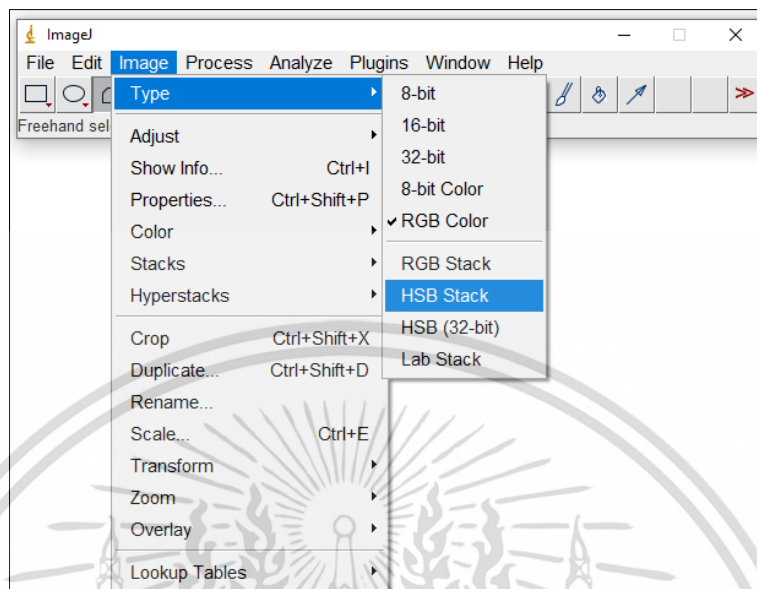 ImageJ
File Edit Image Process Analyze Plugins Window Help
Freehand sel
Type
Adjust
Show Info... Ctrl+I
Properties... Ctrl+Shift+P
Color
Stacks
Hyperstacks
Crop Ctrl+Shift+X
Duplicate... Ctrl+Shift+D
Rename...
Scale... Ctrl+E
Transform
Zoom
Overlay
Lookup Tables
8-bit
16-bit
32-bit
8-bit Color
RGB Color
RGB Stack
HSB Stack
HSB (32-bit)
Lab Stack